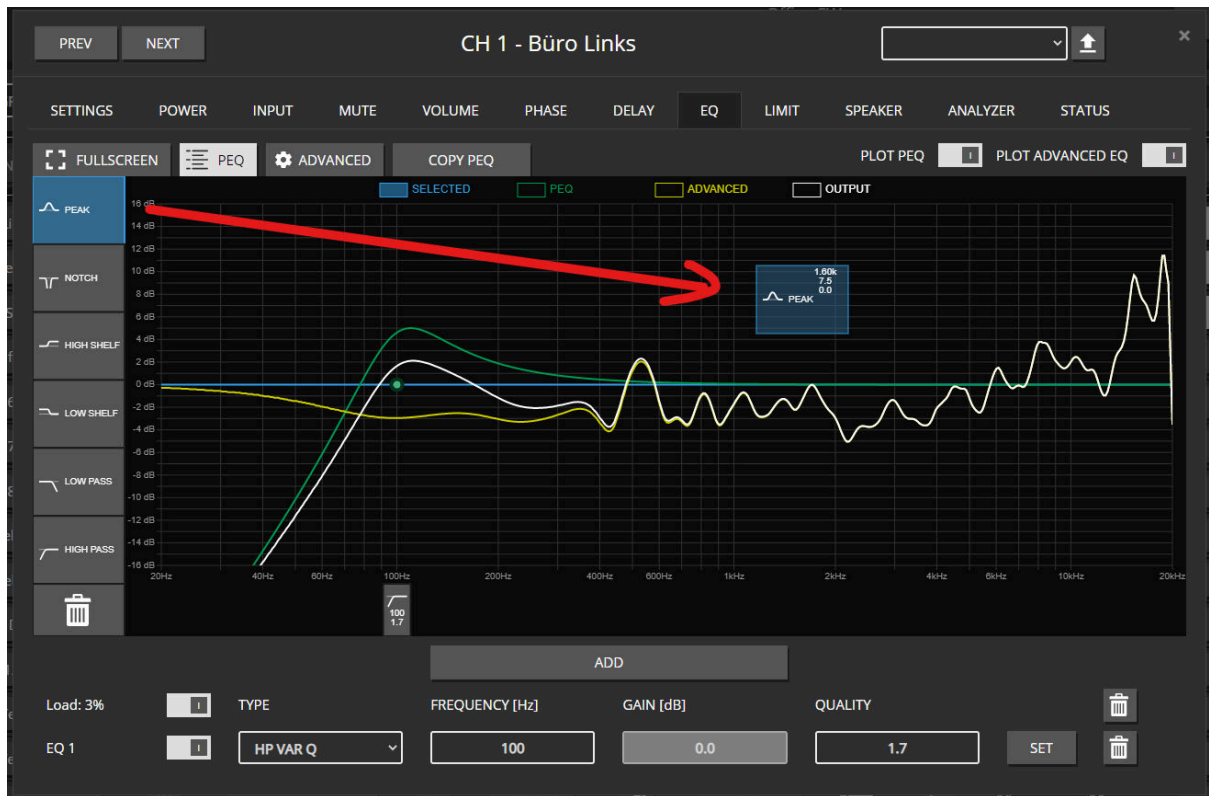 PREV NEXT CH 1 - Büro Links ×
SETTINGS POWER INPUT MUTE VOLUME PHASE DELAY EQ LIMIT SPEAKER ANALYZER STATUS
FULLSCREEN PEQ ADVANCED COPY PEQ PLOT PEQ I PLOT ADVANCED EQ I
SELECTED PEQ ADVANCED OUTPUT
PEAK
NOTCH
HIGH SHELF
LOW SHELF
LOW PASS
HIGH PASS
16 dB
14 dB
12 dB
10 dB
8 dB
6 dB
4 dB
2 dB
0 dB
-2 dB
-4 dB
-6 dB
-8 dB
-10 dB
-12 dB
-14 dB
-16 dB
1.60k
7.5
0.0
PEAK
20Hz 40Hz 60Hz 100Hz 200Hz 400Hz 600Hz 1kHz 2kHz 4kHz 6kHz 10kHz 20kHz
100
1.7
ADD
Load: 3% I TYPE FREQUENCY [Hz] GAIN [dB] QUALITY
EQ 1 I HP VAR Q 100 0.0 1.7 SET